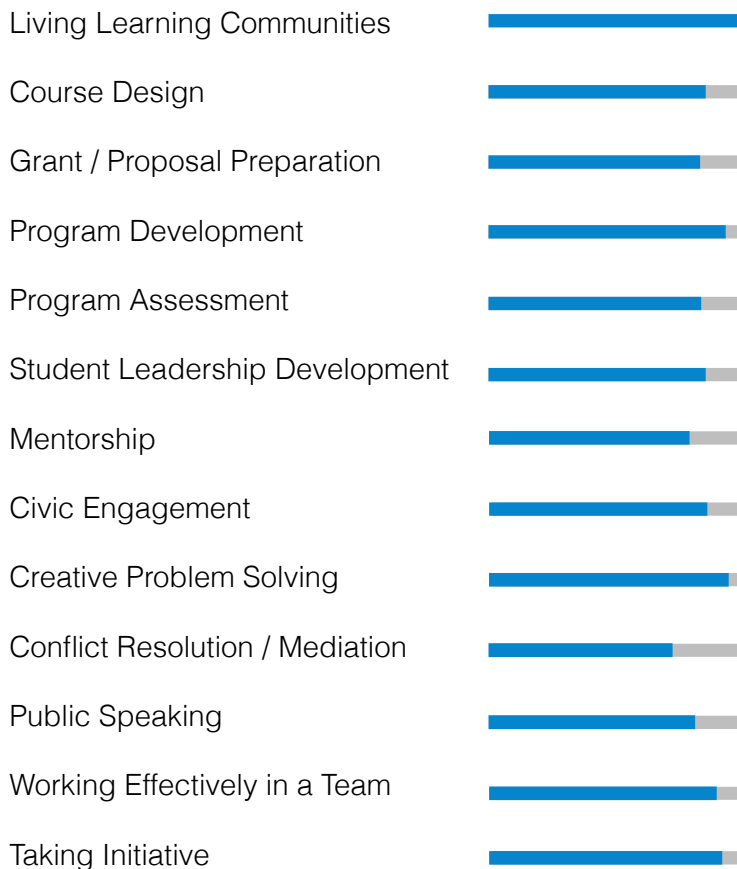 Living Learning Communities
Course Design
Grant / Proposal Preparation
Program Development
Program Assessment
Student Leadership Development
Mentorship
Civic Engagement
Creative Problem Solving
Conflict Resolution / Mediation
Public Speaking
Working Effectively in a Team
Taking Initiative